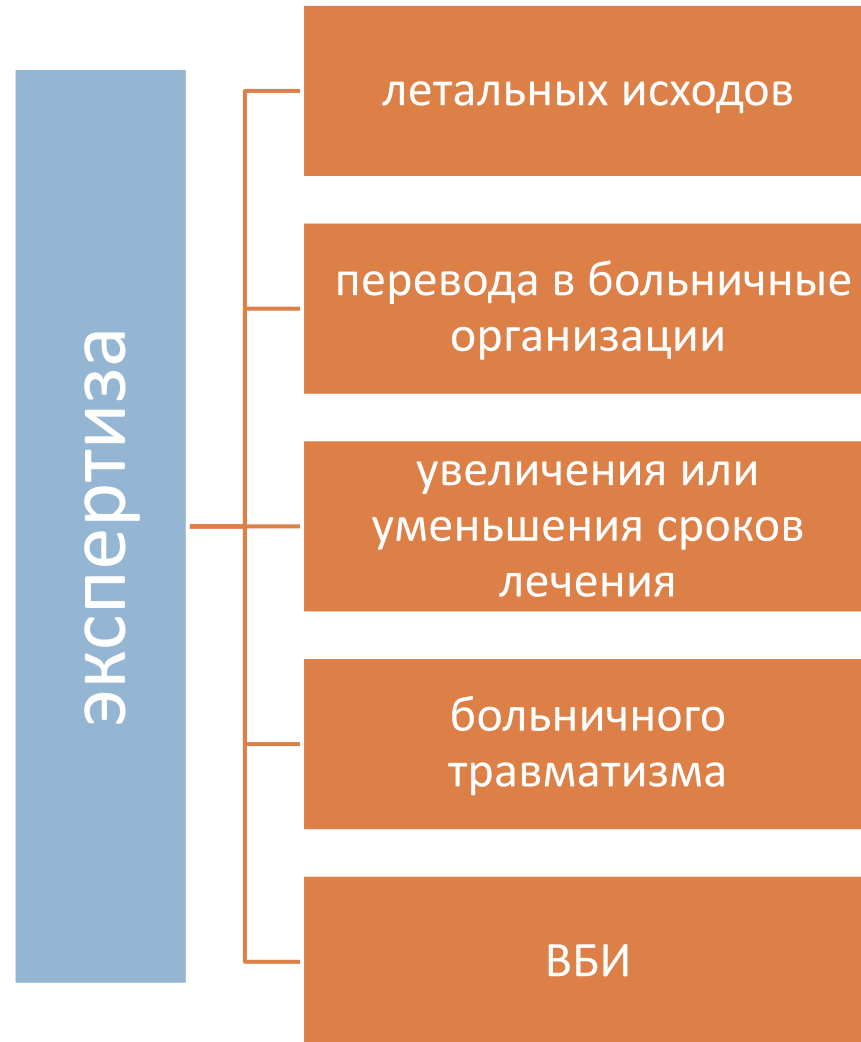 экспертиза
летальных исходов
перевода в больничные
организации
увеличения или
уменьшения сроков
лечения
больничного
травматизма
ВБИ